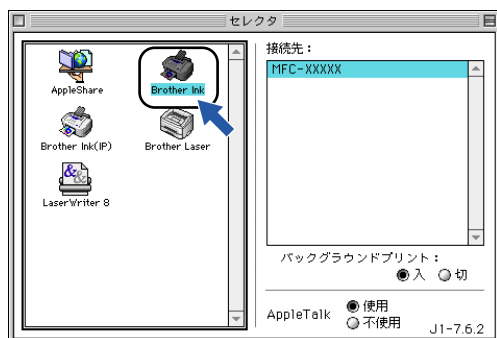 セレクタ
AppleShare
Brother Ink
Brother Ink(IP)
Brother Laser
LaserWriter 8
接続先：
MFC-XXXXX
バックグラウンドプリント：
入 切
AppleTalk
使用
不使用
J1-7.6.2